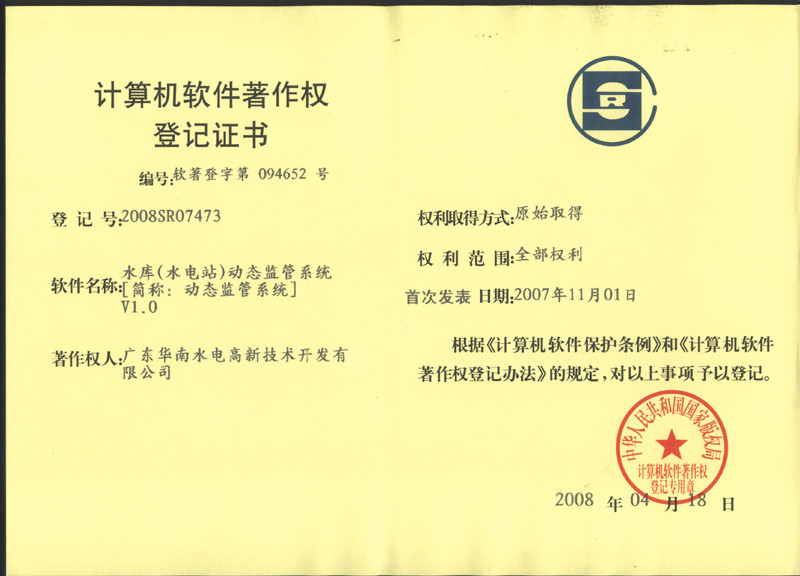 计算机软件著作权
登记证书
编号:软著登字第 094652 号
登 记 号:2008SR07473
软件名称:水库(水电站)动态监管系统
[简称: 动态监管系统]
V1.0
著作权人:广东华南水电高新技术开发有
限公司
SR
权利取得方式:原始取得
权 利 范 围:全部权利
首次发表 日期:2007年11月01日
根据《计算机软件保护条例》和《计算机软件
著作权登记办法》的规定,对以上事项予以登记。
中华人民共和国国家版权局
计算机软件著作权
登记专用章
2008 年 04 月 18 日